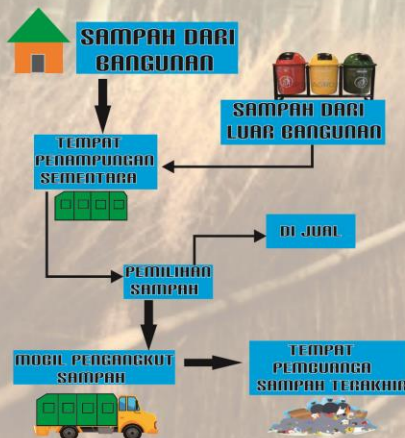 SAMPAH DARI
BANGUNAN
SAMPAH DARI
LUAR BANGUNAN
TEMPAT
PENAMPUNGAN
SEMENTARA
DI JUAL
PEMILIHAN
SAMPAH
MOBIL PENGANGKUT
SAMPAH
TEMPAT
PEMBUANGA
SAMPAH TERAKHIR